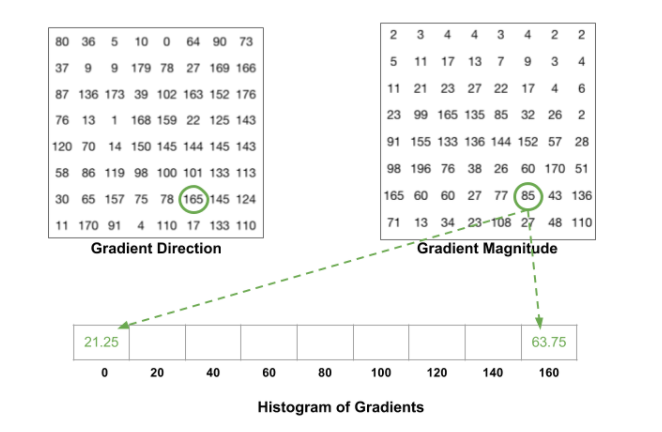 80 36 5 10 0 64 90 73
37 9 9 179 78 27 169 166
87 136 173 39 102 163 152 176
76 13 1 168 159 22 125 143
120 70 14 150 145 144 145 143
58 86 119 98 100 101 133 113
30 65 157 75 78 165 145 124
11 170 91 4 110 17 133 110
Gradient Direction
2 3 4 4 3 4 2 2
5 11 17 13 7 9 3 4
11 21 23 27 22 17 4 6
23 99 165 135 85 32 26 2
91 155 133 136 144 152 57 28
98 196 76 38 26 60 170 51
165 60 60 27 77 85 43 136
71 13 34 23 108 27 48 110
Gradient Magnitude
21.25 63.75
0 20 40 60 80 100 120 140 160
Histogram of Gradients